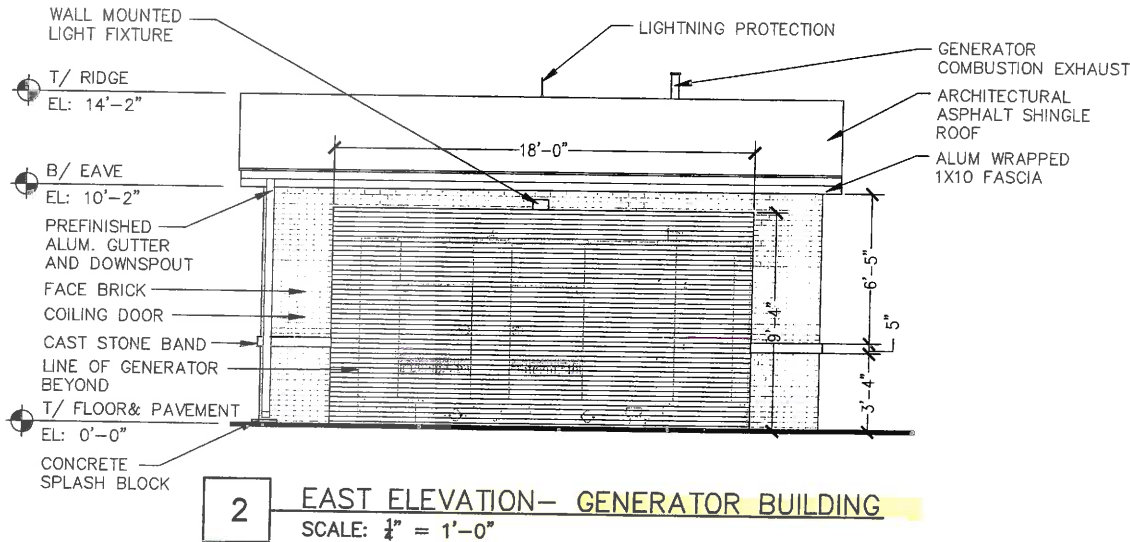 WALL MOUNTED
LIGHT FIXTURE
LIGHTNING PROTECTION
GENERATOR
COMBUSTION EXHAUST
T/ RIDGE
EL: 14'-2"
ARCHITECTURAL
ASPHALT SHINGLE
ROOF
18'-0"
B/ EAVE
EL: 10'-2"
ALUM WRAPPED
1X10 FASCIA
PREFINISHED
ALUM. GUTTER
AND DOWNSPOUT
FACE BRICK
COILING DOOR
CAST STONE BAND
LINE OF GENERATOR
BEYOND
9'-4"
6'-5"
5"
3'-4"
T/ FLOOR& PAVEMENT
EL: 0'-0"
CONCRETE
SPLASH BLOCK
2
EAST ELEVATION- GENERATOR BUILDING
SCALE: ¼" = 1'-0"